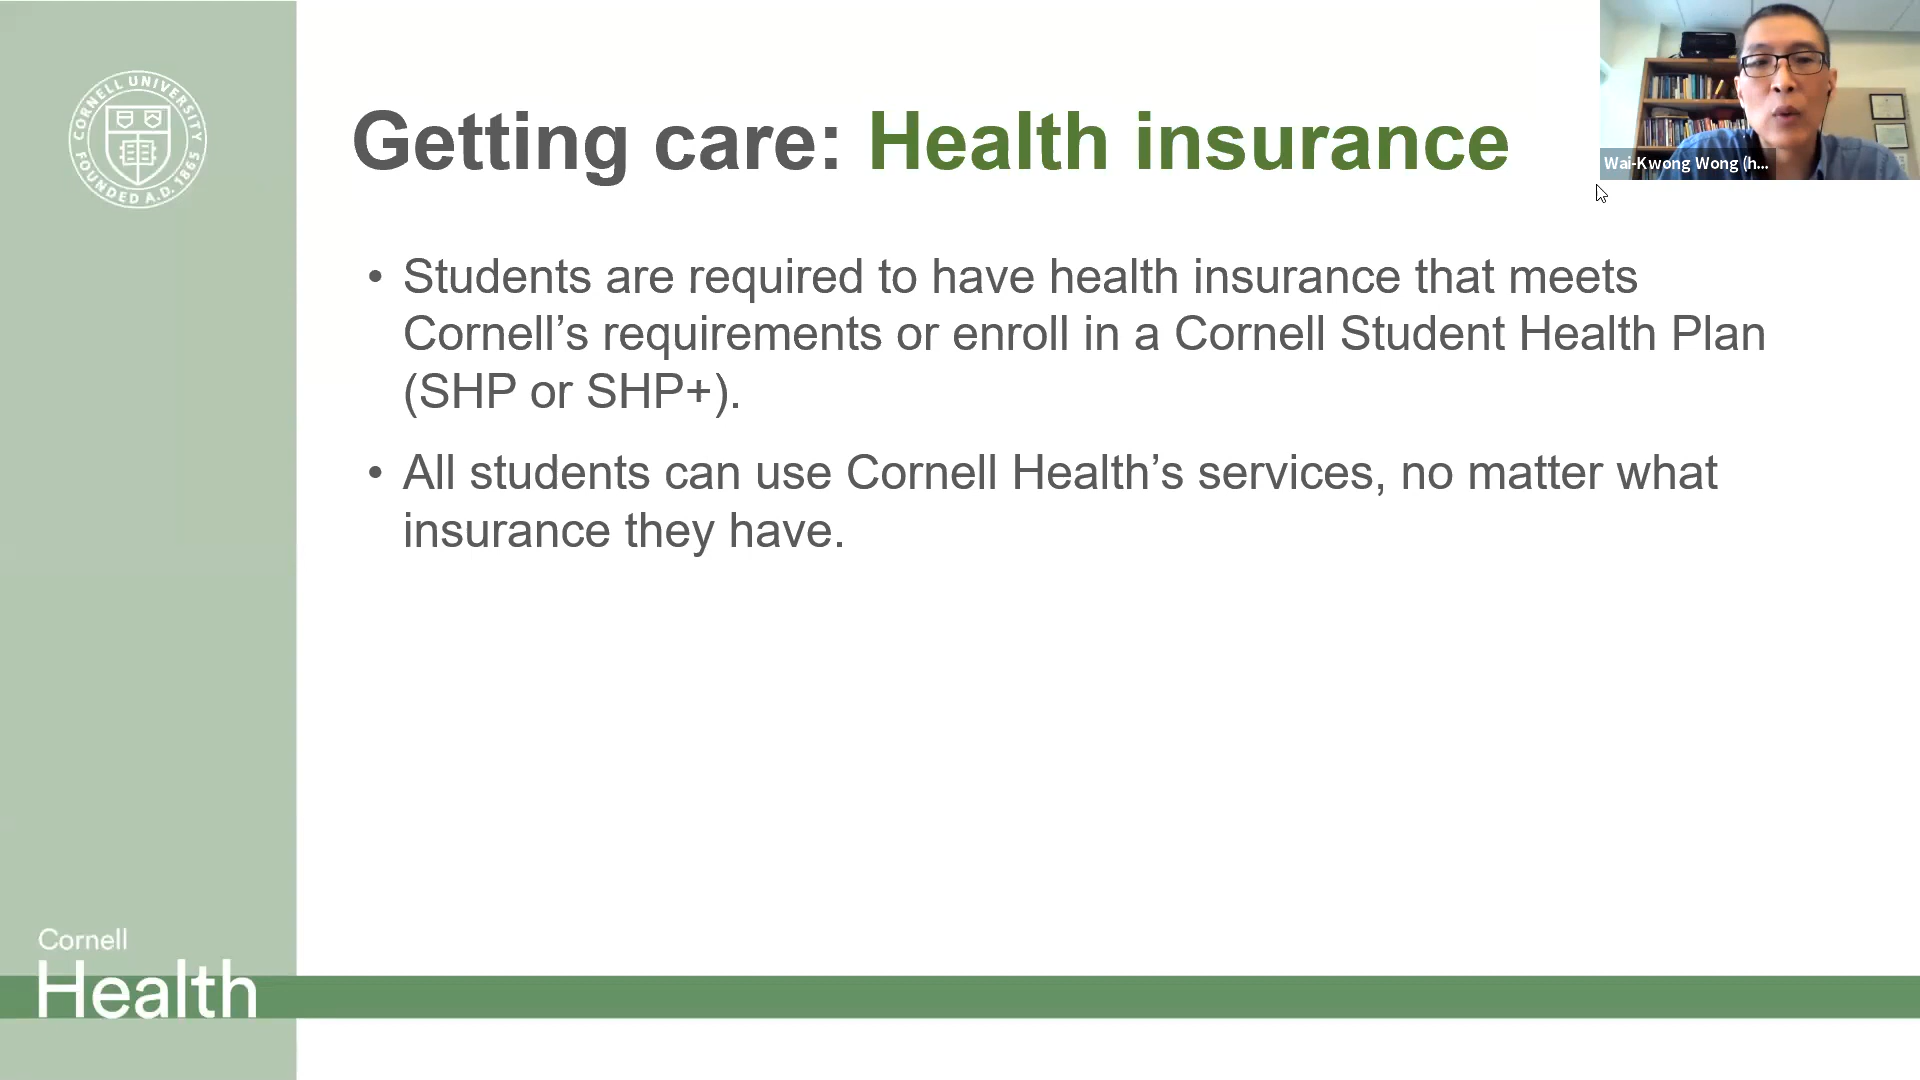 CORNELL UNIVERSITY
FOUNDED A.D. 1865
Getting care: Health insurance
Wai-Kwong Wong (h...
• Students are required to have health insurance that meets
Cornell’s requirements or enroll in a Cornell Student Health Plan
(SHP or SHP+).
• All students can use Cornell Health’s services, no matter what
insurance they have.
Cornell
Health